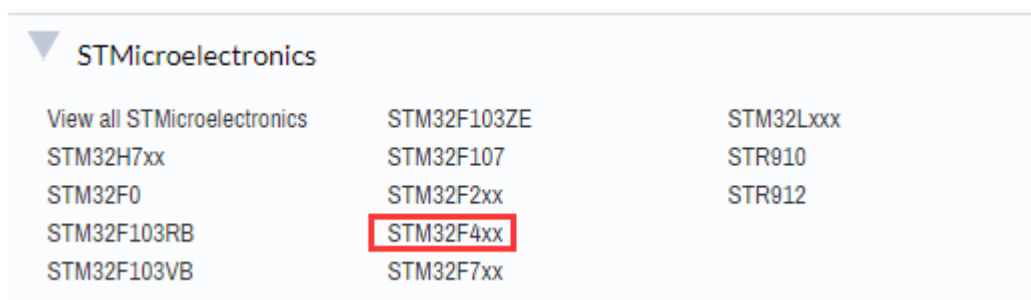 STMicroelectronics
View all STMicroelectronics
STM32H7xx
STM32F0
STM32F103RB
STM32F103VB
STM32F103ZE
STM32F107
STM32F2xx
STM32F4xx
STM32F7xx
STM32Lxxx
STR910
STR912